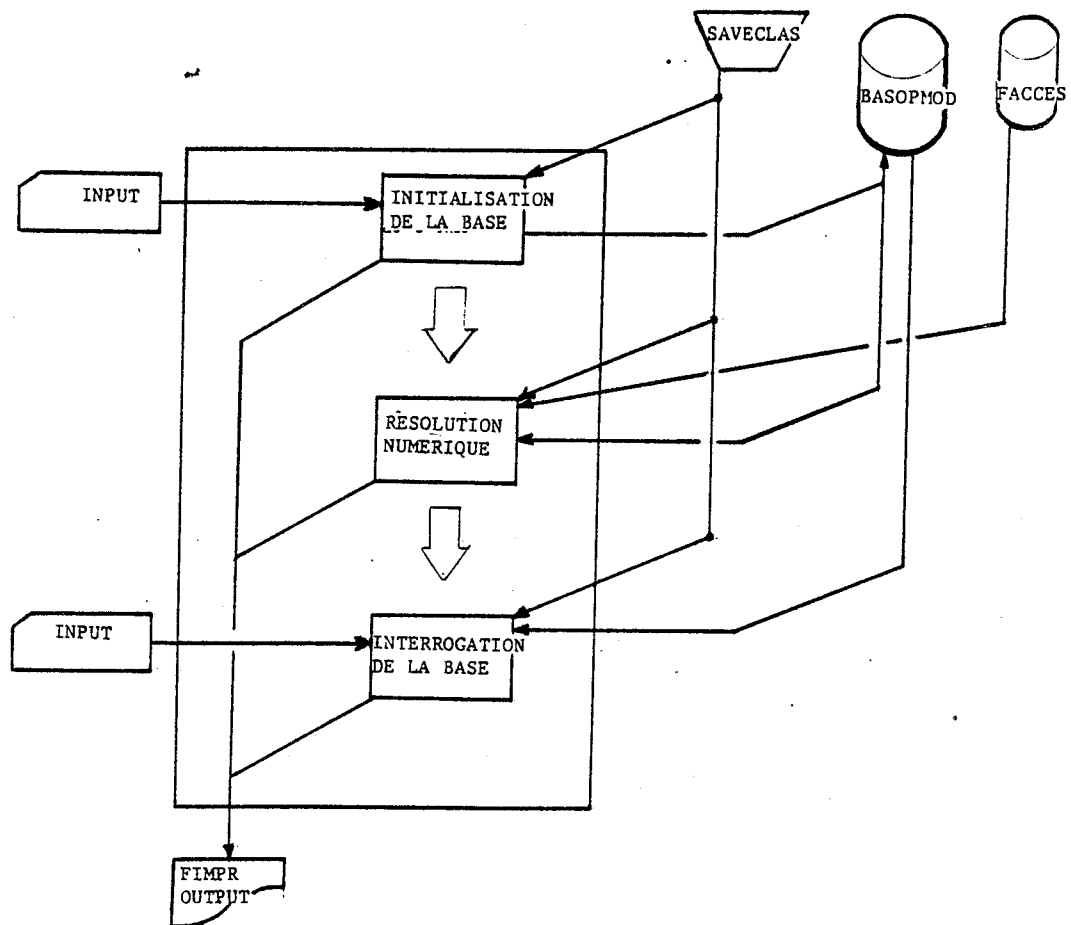 SAVECLAS
BASOPMOD
FACCES
INPUT
INITIALISATION
DE LA BASE
RESOLUTION
NUMERIQUE
INPUT
INTERROGATION
DE LA BASE
FIMPR
OUTPUT